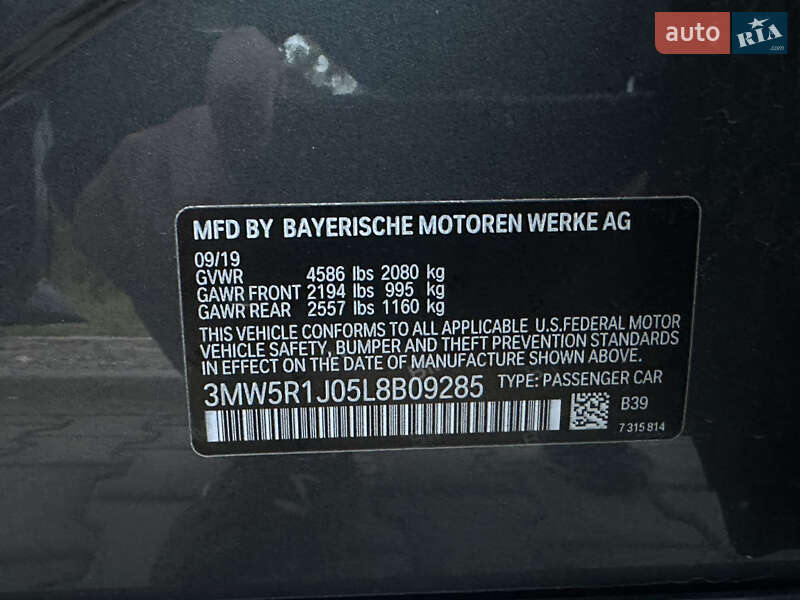 auto RIA
.com
MFD BY BAYERISCHE MOTOREN WERKE AG
09/19
GVWR 4586 lbs 2080 kg
GAWR FRONT 2194 lbs 995 kg
GAWR REAR 2557 lbs 1160 kg
THIS VEHICLE CONFORMS TO ALL APPLICABLE U.S.FEDERAL MOTOR
VEHICLE SAFETY, BUMPER AND THEFT PREVENTION STANDARDS
IN EFFECT ON THE DATE OF MANUFACTURE SHOWN ABOVE.
3MW5R1J05L8B09285 TYPE: PASSENGER CAR
B39
7 315 814